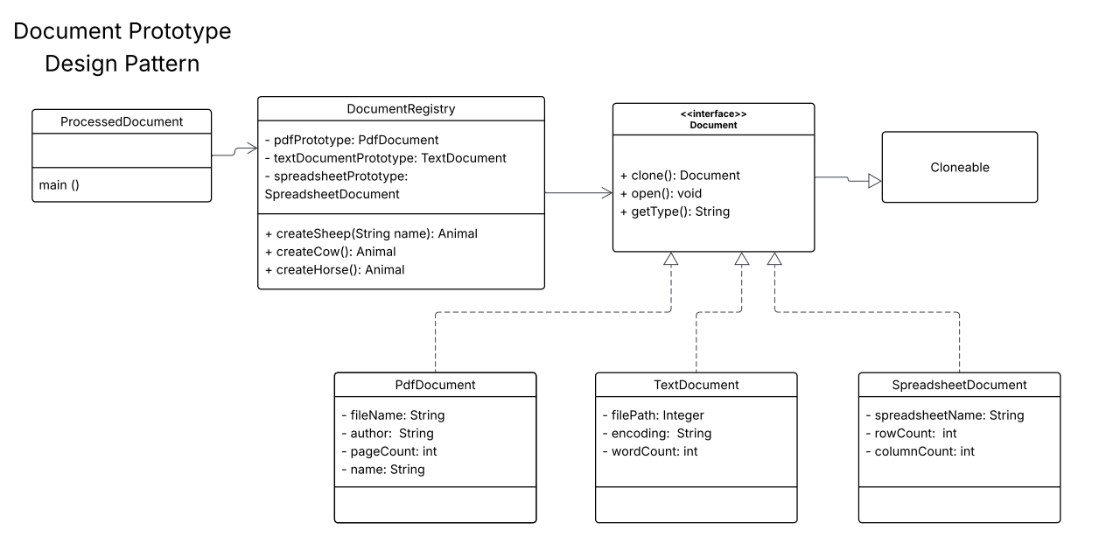 Document Prototype
Design Pattern
ProcessedDocument
main ()
DocumentRegistry
- pdfPrototype: PdfDocument
- textDocumentPrototype: TextDocument
- spreadsheetPrototype:
SpreadsheetDocument
+ createSheep(String name): Animal
+ createCow(): Animal
+ createHorse(): Animal
<<interface>>
Document
+ clone(): Document
+ open(): void
+ getType(): String
Cloneable
PdfDocument
- fileName: String
- author:  String
- pageCount: int
- name: String
TextDocument
- filePath: Integer
- encoding:  String
- wordCount: int
SpreadsheetDocument
- spreadsheetName: String
- rowCount:  int
- columnCount: int